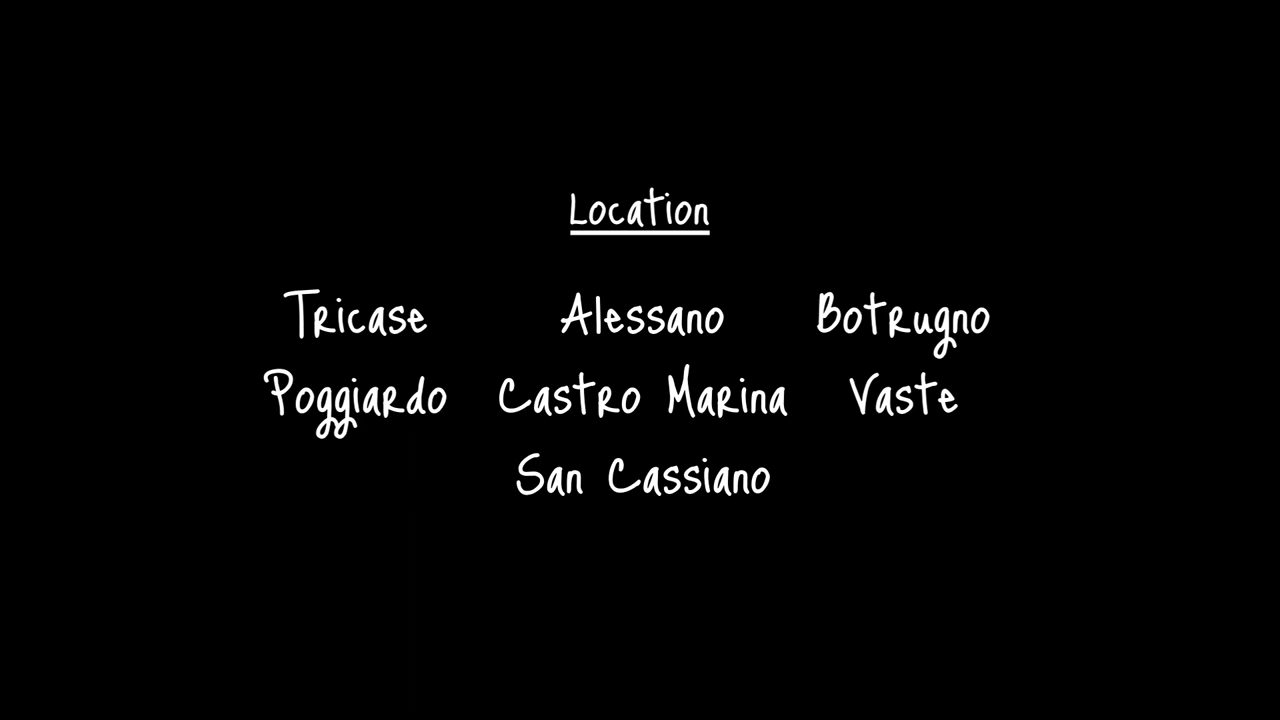 Location
Tricase Alessano Botrugno
Poggiardo Castro Marina Vaste
San Cassiano